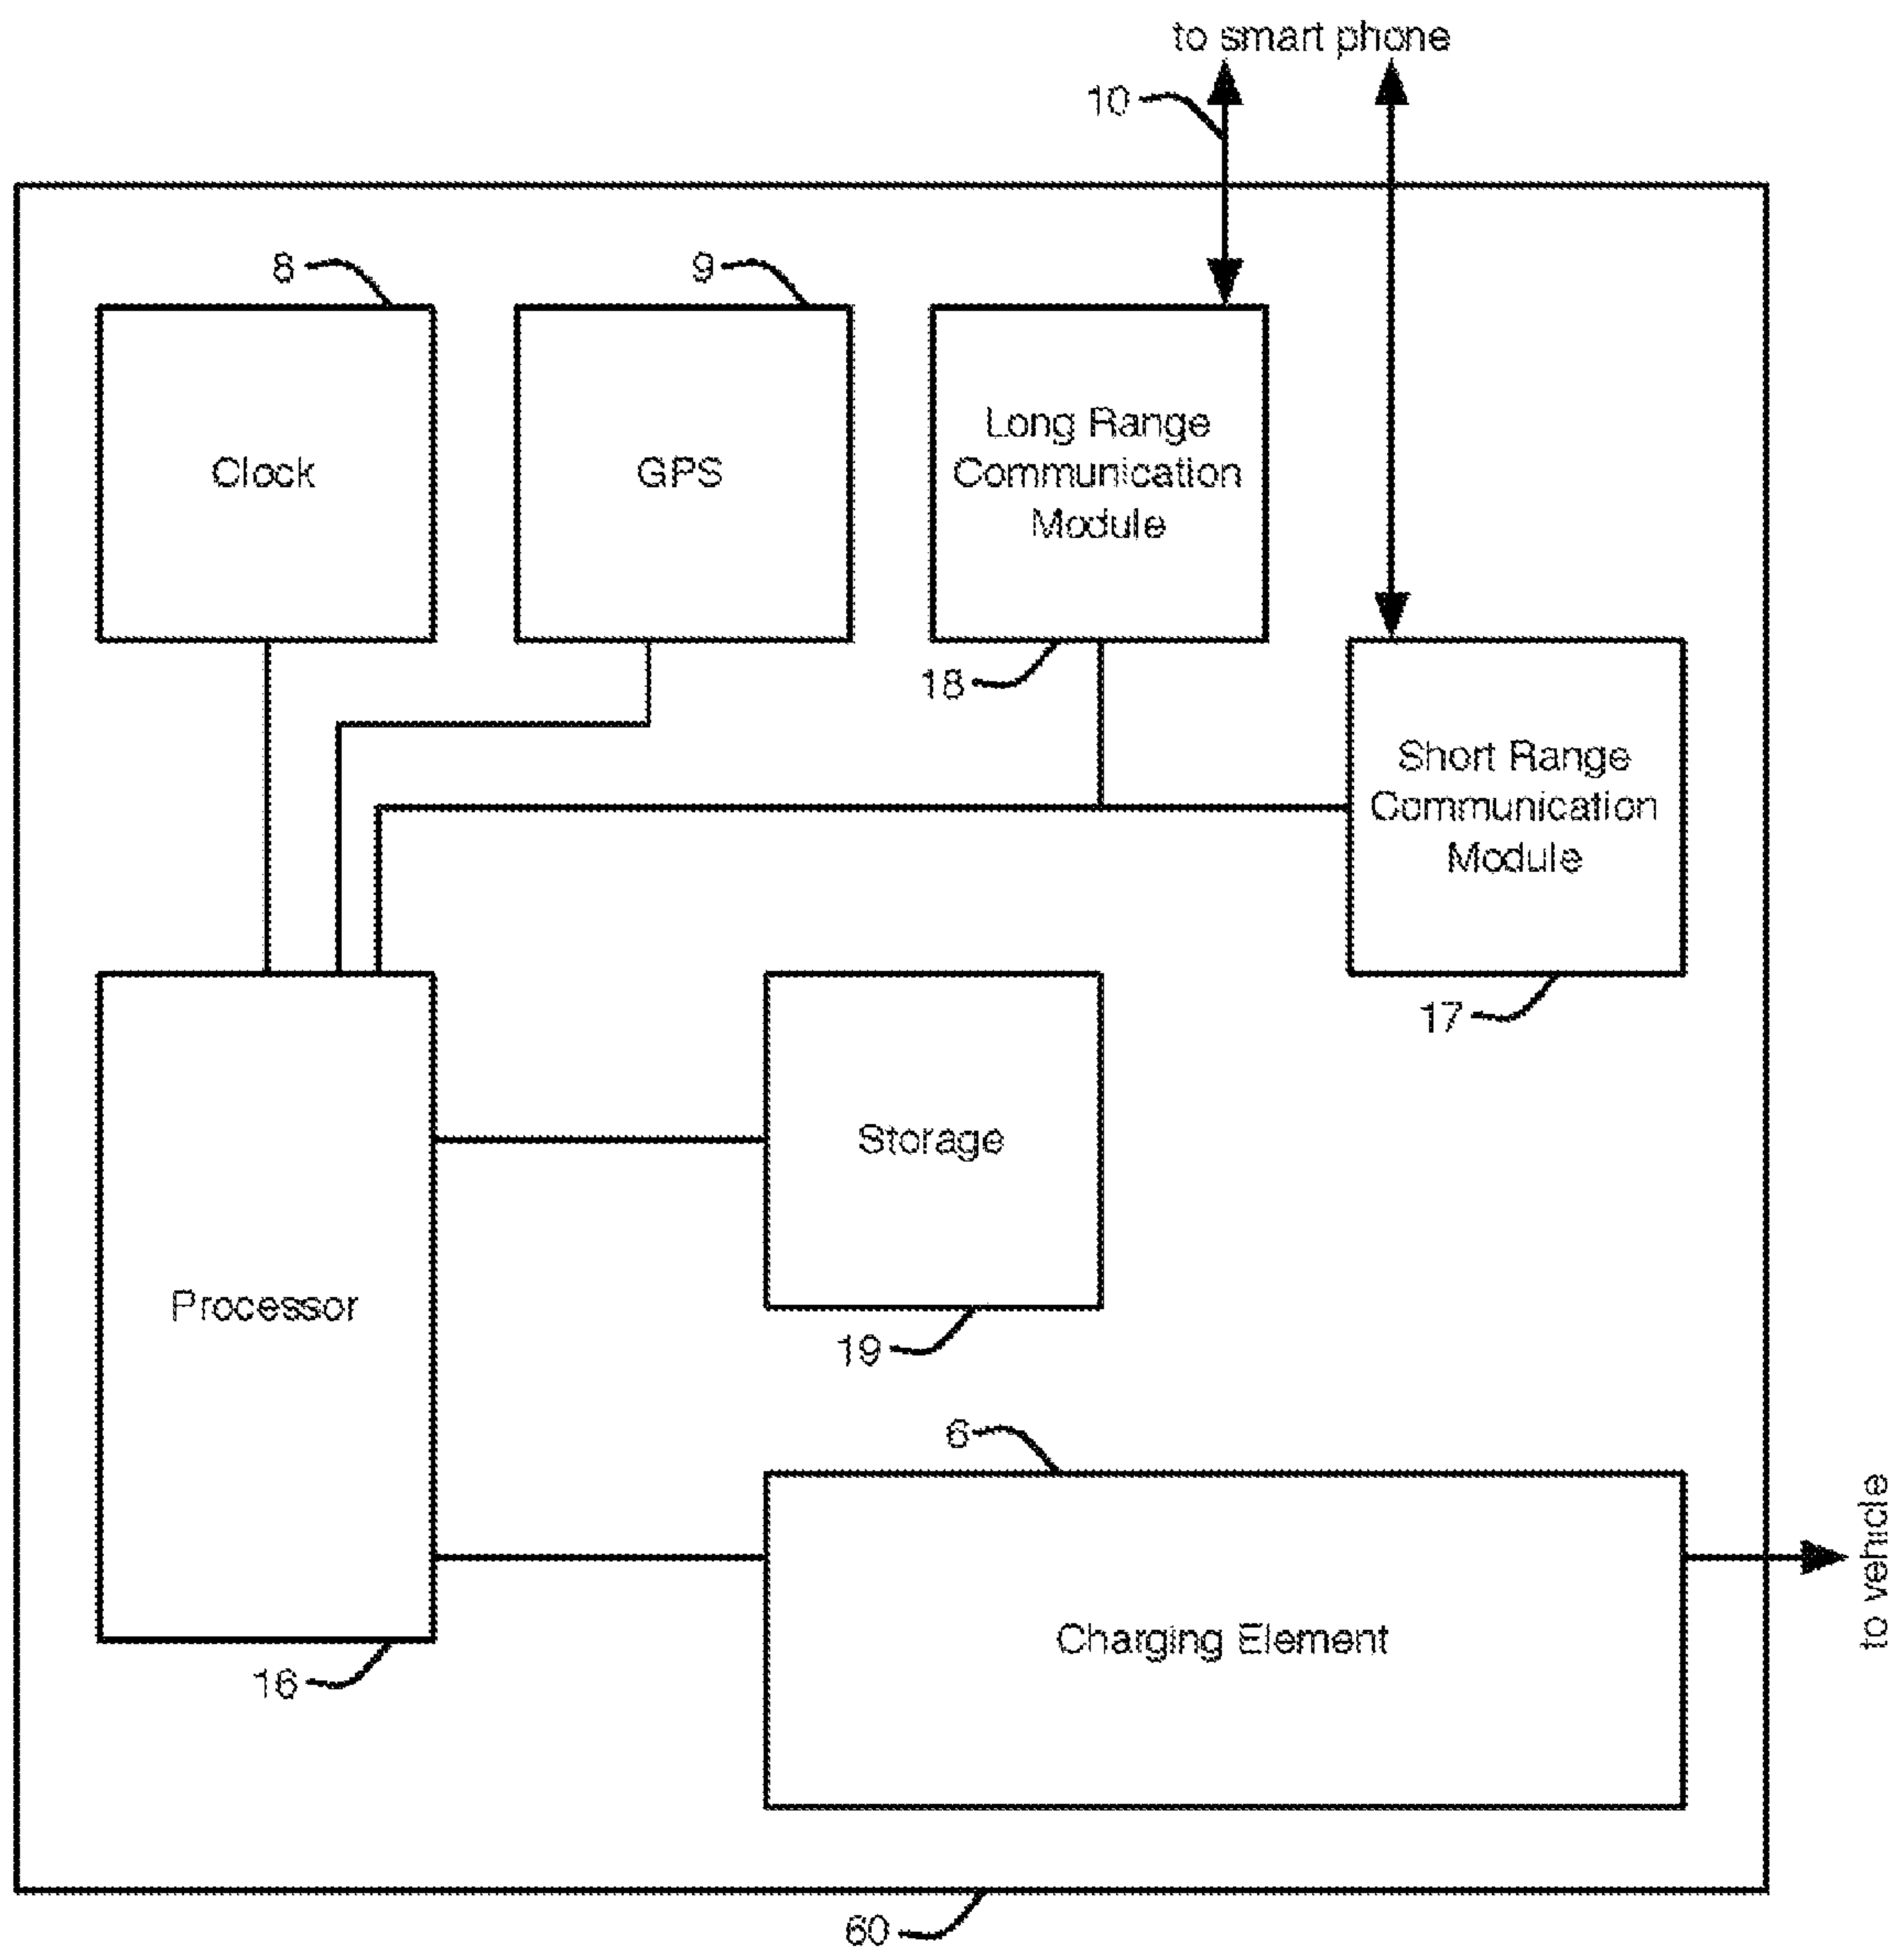 to smart phone
10
8
9
Clock
GPS
Long Range
Communication
Module
18
Short Range
Communication
Module
17
Storage
Processor
19
6
to vehicle
Charging Element
16
60